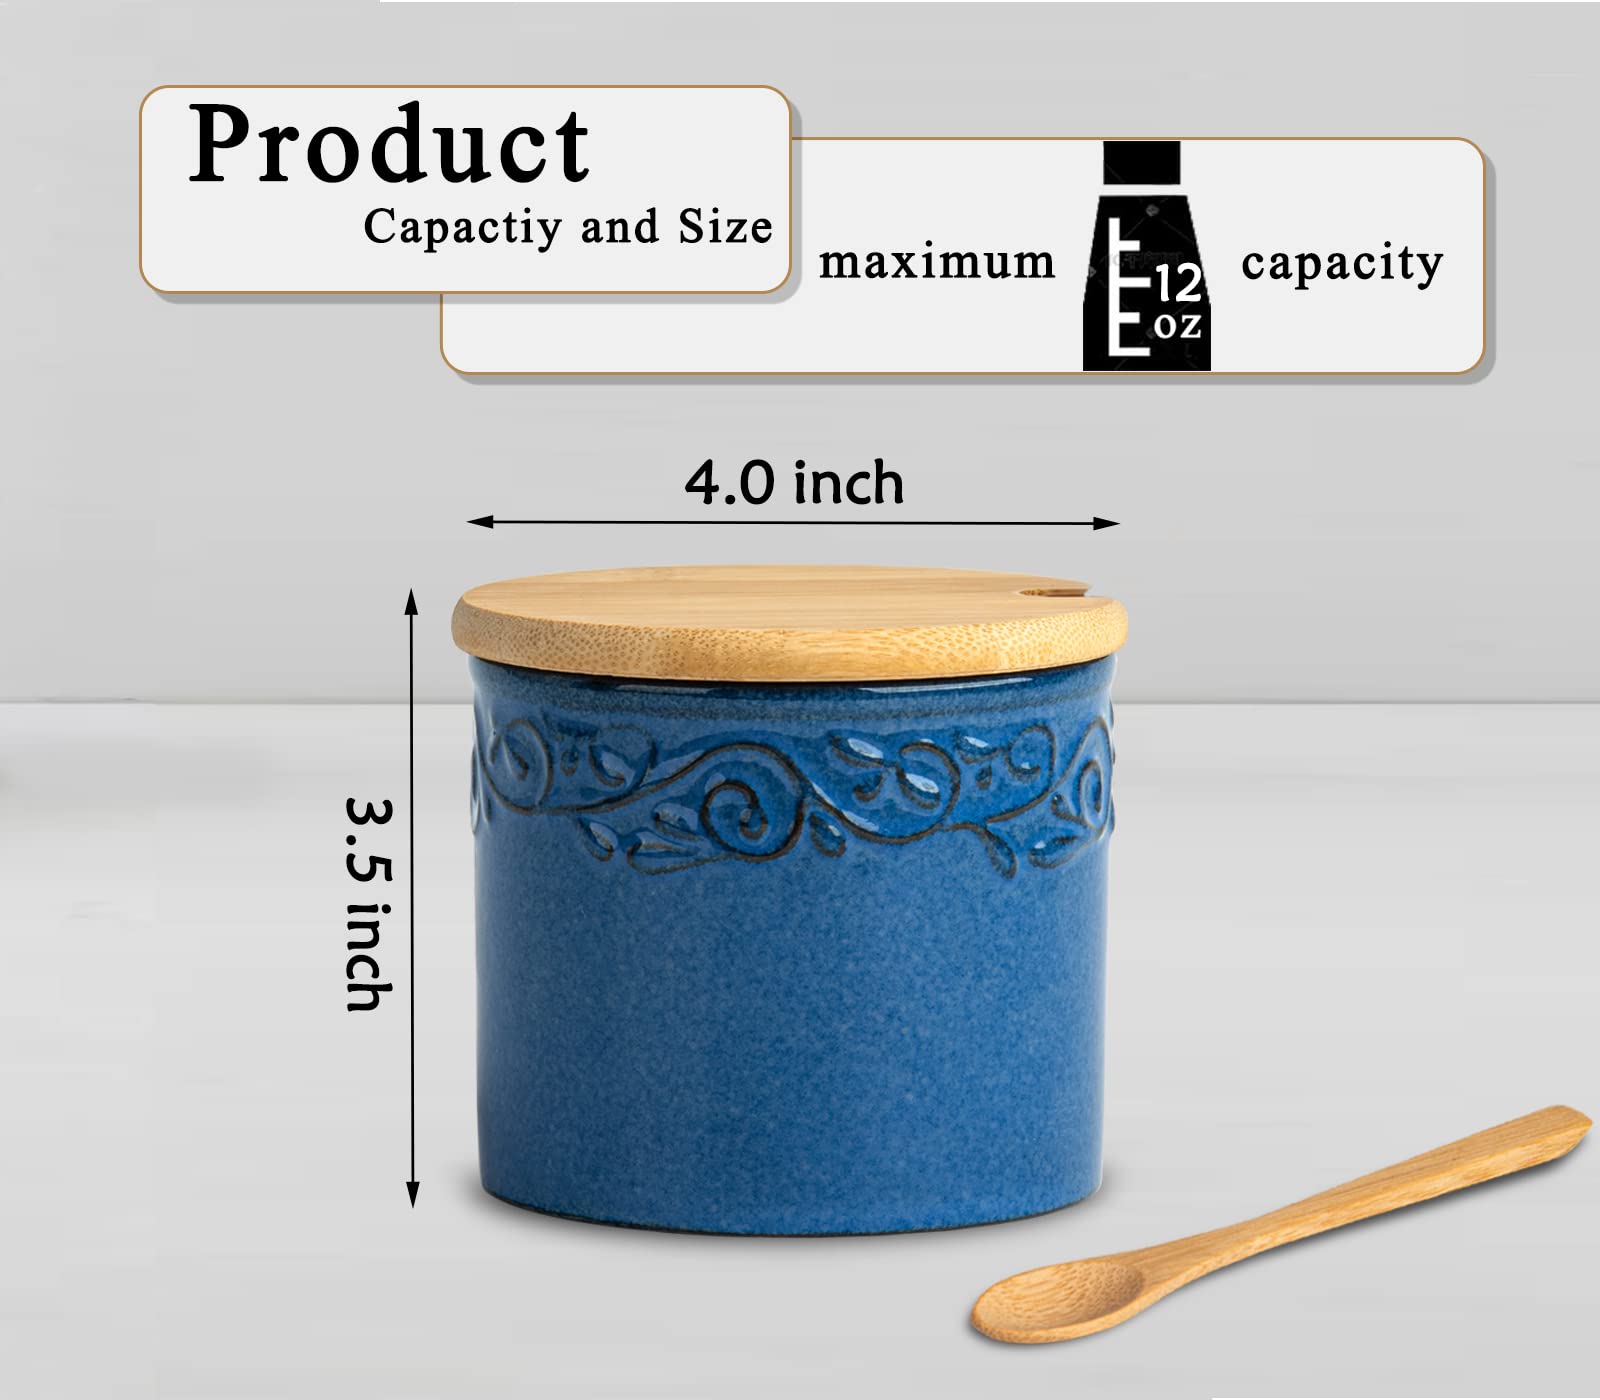 Product
Capactiy and Size
maximum 12 oz capacity
4.0 inch
3.5 inch